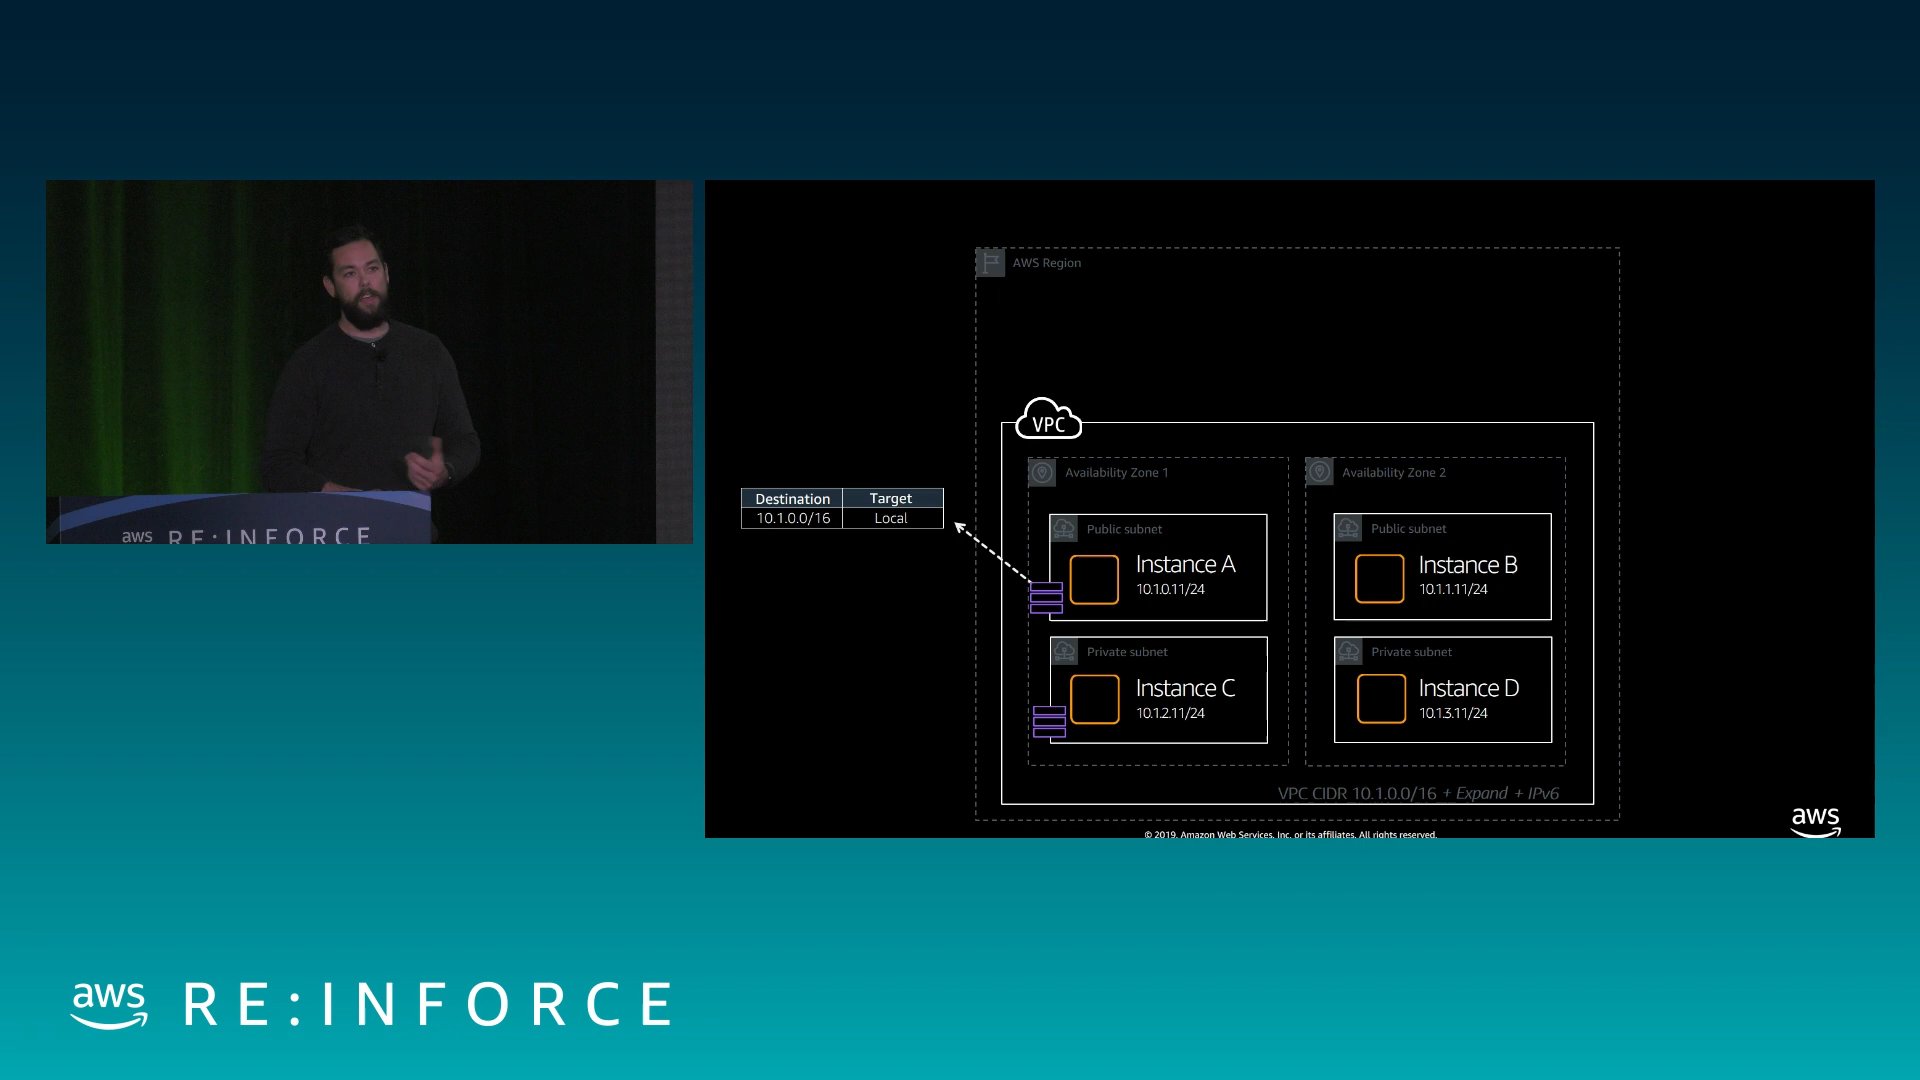 AWS Region
VPC
Availability Zone 1
Availability Zone 2
Destination Target
10.1.0.0/16 Local
Public subnet
Instance A
10.1.0.11/24
Public subnet
Instance B
10.1.1.11/24
Private subnet
Instance C
10.1.2.11/24
Private subnet
Instance D
10.1.3.11/24
VPC CIDR 10.1.0.0/16 + Expand + IPv6
aws
© 2019, Amazon Web Services, Inc. or its affiliates. All rights reserved.
aws RE:INFORCE
aws RE:INFORCE